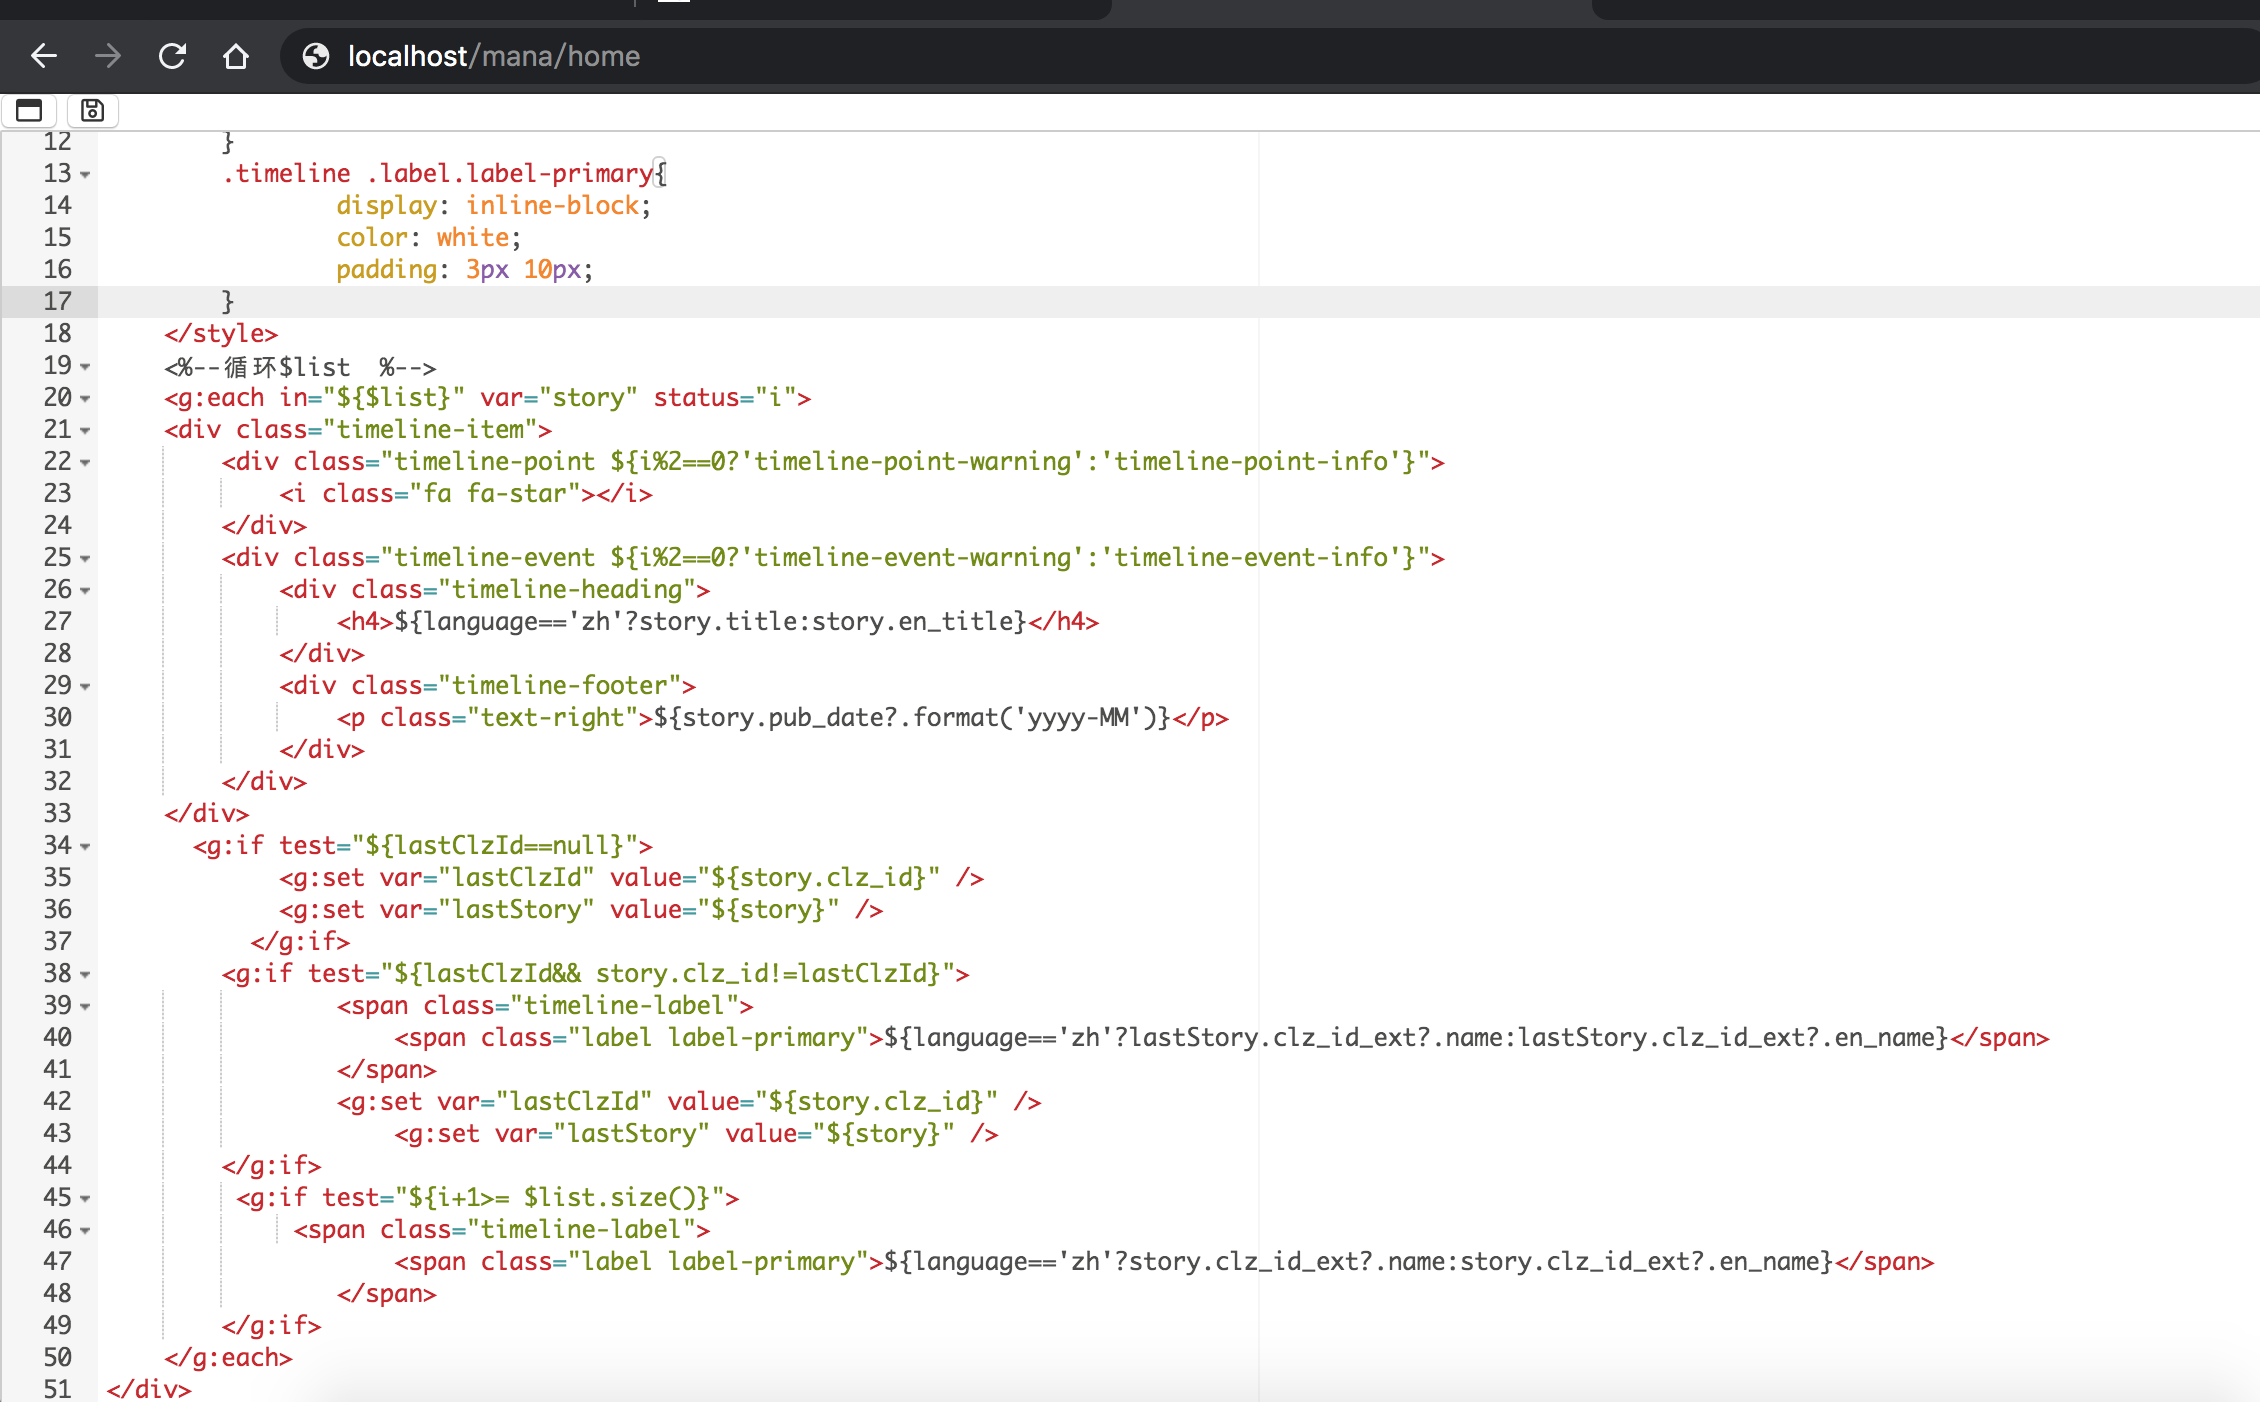 localhost/mana/home
12 }
13 .timeline .label.label-primary{
14 display: inline-block;
15 color: white;
16 padding: 3px 10px;
17 }
18 </style>
19 <%--循环$list  %-->
20 <g:each in="${$list}" var="story" status="i">
21 <div class="timeline-item">
22 <div class="timeline-point ${i%2==0?'timeline-point-warning':'timeline-point-info'}">
23 <i class="fa fa-star"></i>
24 </div>
25 <div class="timeline-event ${i%2==0?'timeline-event-warning':'timeline-event-info'}">
26 <div class="timeline-heading">
27 <h4>${language=='zh'?story.title:story.en_title}</h4>
28 </div>
29 <div class="timeline-footer">
30 <p class="text-right">${story.pub_date?.format('yyyy-MM')}</p>
31 </div>
32 </div>
33 </div>
34 <g:if test="${lastClzId==null}">
35 <g:set var="lastClzId" value="${story.clz_id}" />
36 <g:set var="lastStory" value="${story}" />
37 </g:if>
38 <g:if test="${lastClzId&& story.clz_id!=lastClzId}">
39 <span class="timeline-label">
40 <span class="label label-primary">${language=='zh'?lastStory.clz_id_ext?.name:lastStory.clz_id_ext?.en_name}</span>
41 </span>
42 <g:set var="lastClzId" value="${story.clz_id}" />
43 <g:set var="lastStory" value="${story}" />
44 </g:if>
45 <g:if test="${i+1>= $list.size()}">
46 <span class="timeline-label">
47 <span class="label label-primary">${language=='zh'?story.clz_id_ext?.name:story.clz_id_ext?.en_name}</span>
48 </span>
49 </g:if>
50 </g:each>
51 </div>